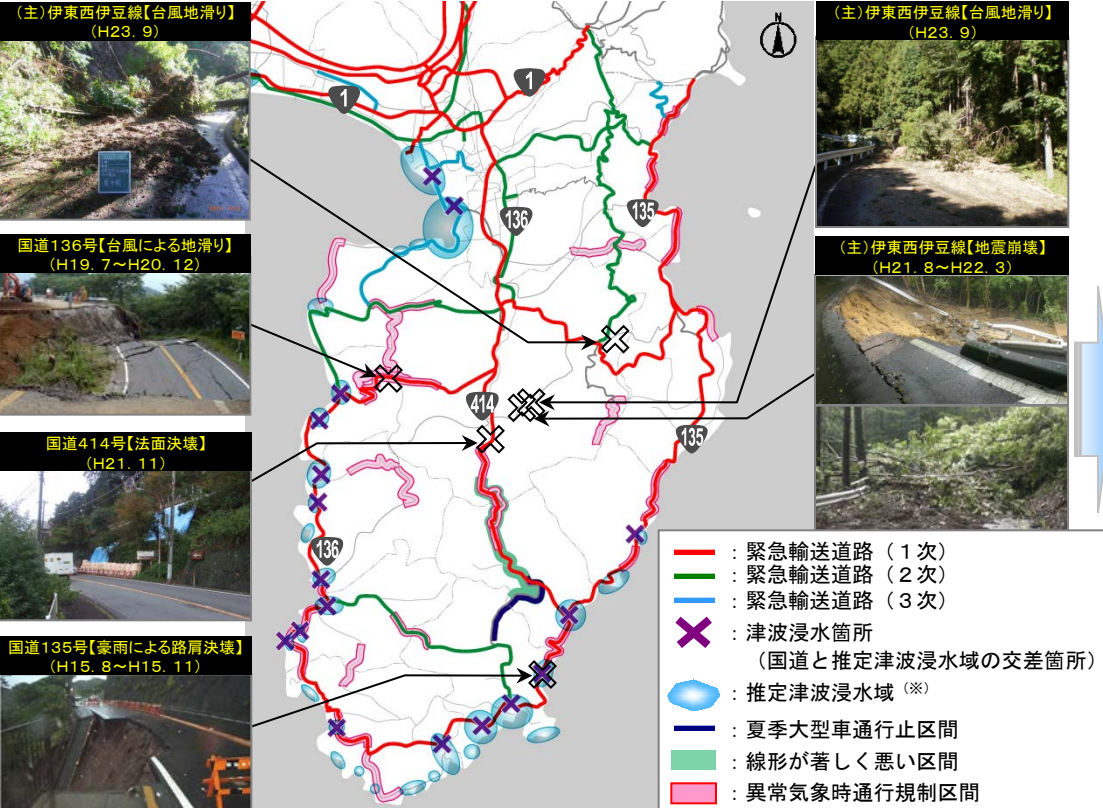 (主)伊東西伊豆線【台風地滑り】
(H23. 9)
国道136号【台風による地滑り】
(H19. 7～H20. 12)
国道414号【法面決壊】
(H21. 11)
国道135号【豪雨による路肩決壊】
(H15. 8～H15. 11)
N
1
1
136
135
414
135
136
(主)伊東西伊豆線【台風地滑り】
(H23. 9)
(主)伊東西伊豆線【地震崩壊】
(H21. 8～H22. 3)
：緊急輸送道路（１次）
：緊急輸送道路（２次）
：緊急輸送道路（３次）
：津波浸水箇所
（国道と推定津波浸水域の交差箇所）
：推定津波浸水域（※）
：夏季大型車通行止区間
：線形が著しく悪い区間
：異常気象時通行規制区間